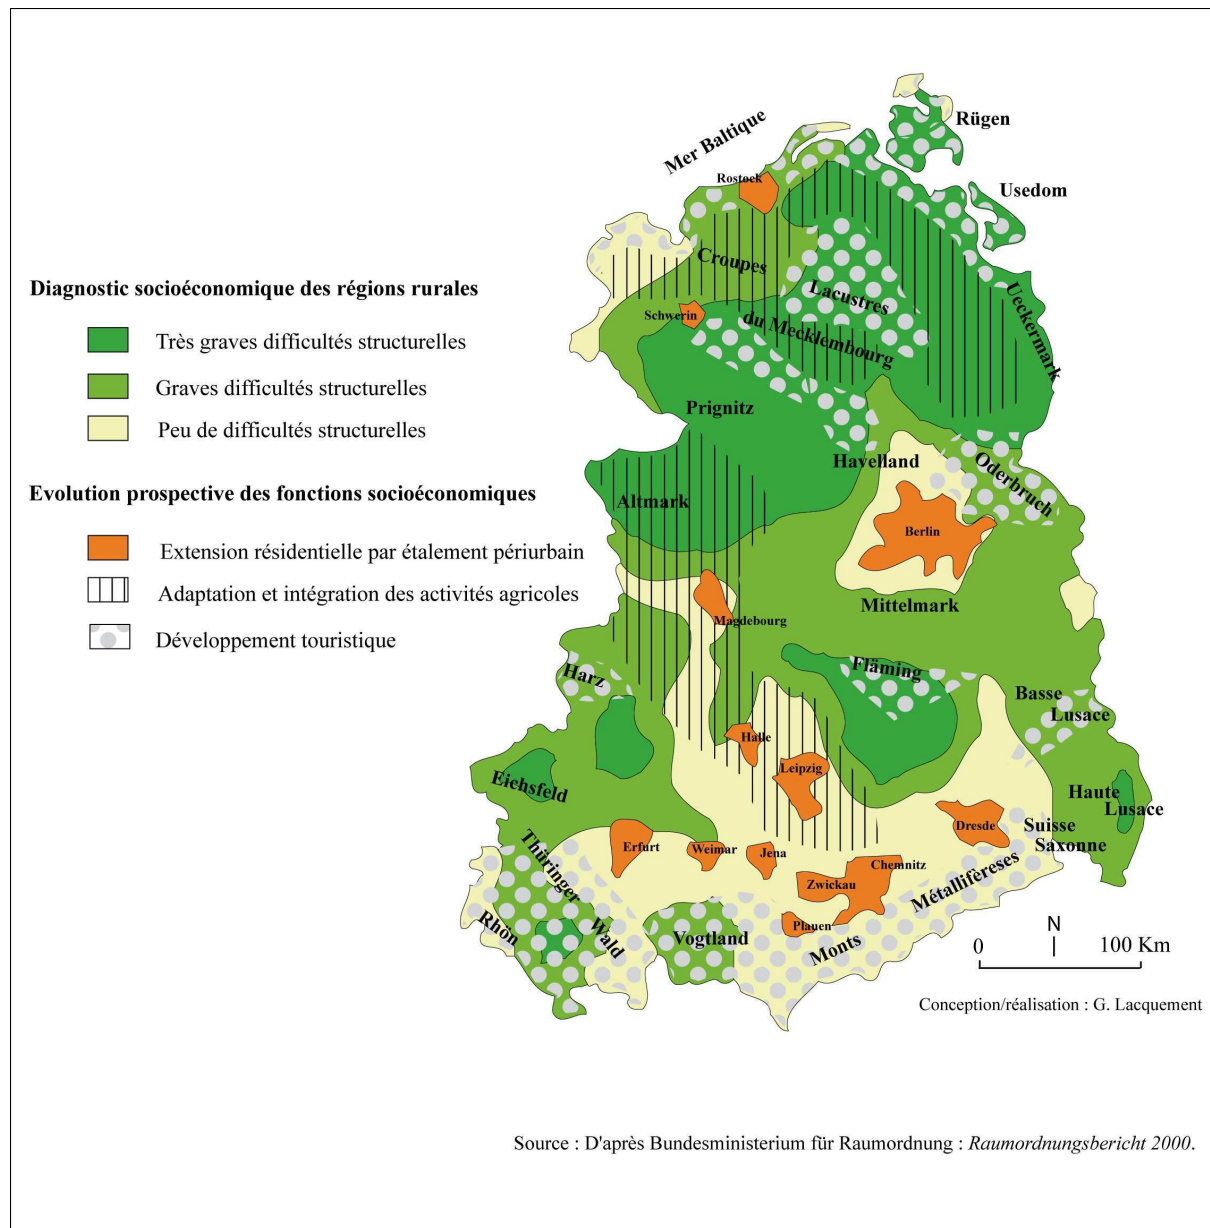 Mer Baltique
Rügen
Rostock
Usedom
Croupes
Lacustres
du Mecklembourg
Ueckermark
Schwerin
Diagnostic socioéconomique des régions rurales
Très graves difficultés structurelles
Graves difficultés structurelles
Peu de difficultés structurelles
Evolution prospective des fonctions socioéconomiques
Extension résidentielle par étalement périurbain
Adaptation et intégration des activités agricoles
Développement touristique
Prignitz
Havelland
Oderbruch
Altmark
Berlin
Mittelmark
Magdebourg
Harz
Fläming
Basse
Lusace
Halle
Leipzig
Eichsfeld
Haute
Lusace
Dresde
Suisse
Saxonne
Erfurt
Weimar
Jena
Chemnitz
Zwickau
Thüringer
Wald
Rhön
Vogtland
Plauen
Monts
Métallifèreses
N
0 100 Km
Conception/réalisation : G. Lacquement
Source : D'après Bundesministerium für Raumordnung : Raumordnungsbericht 2000.